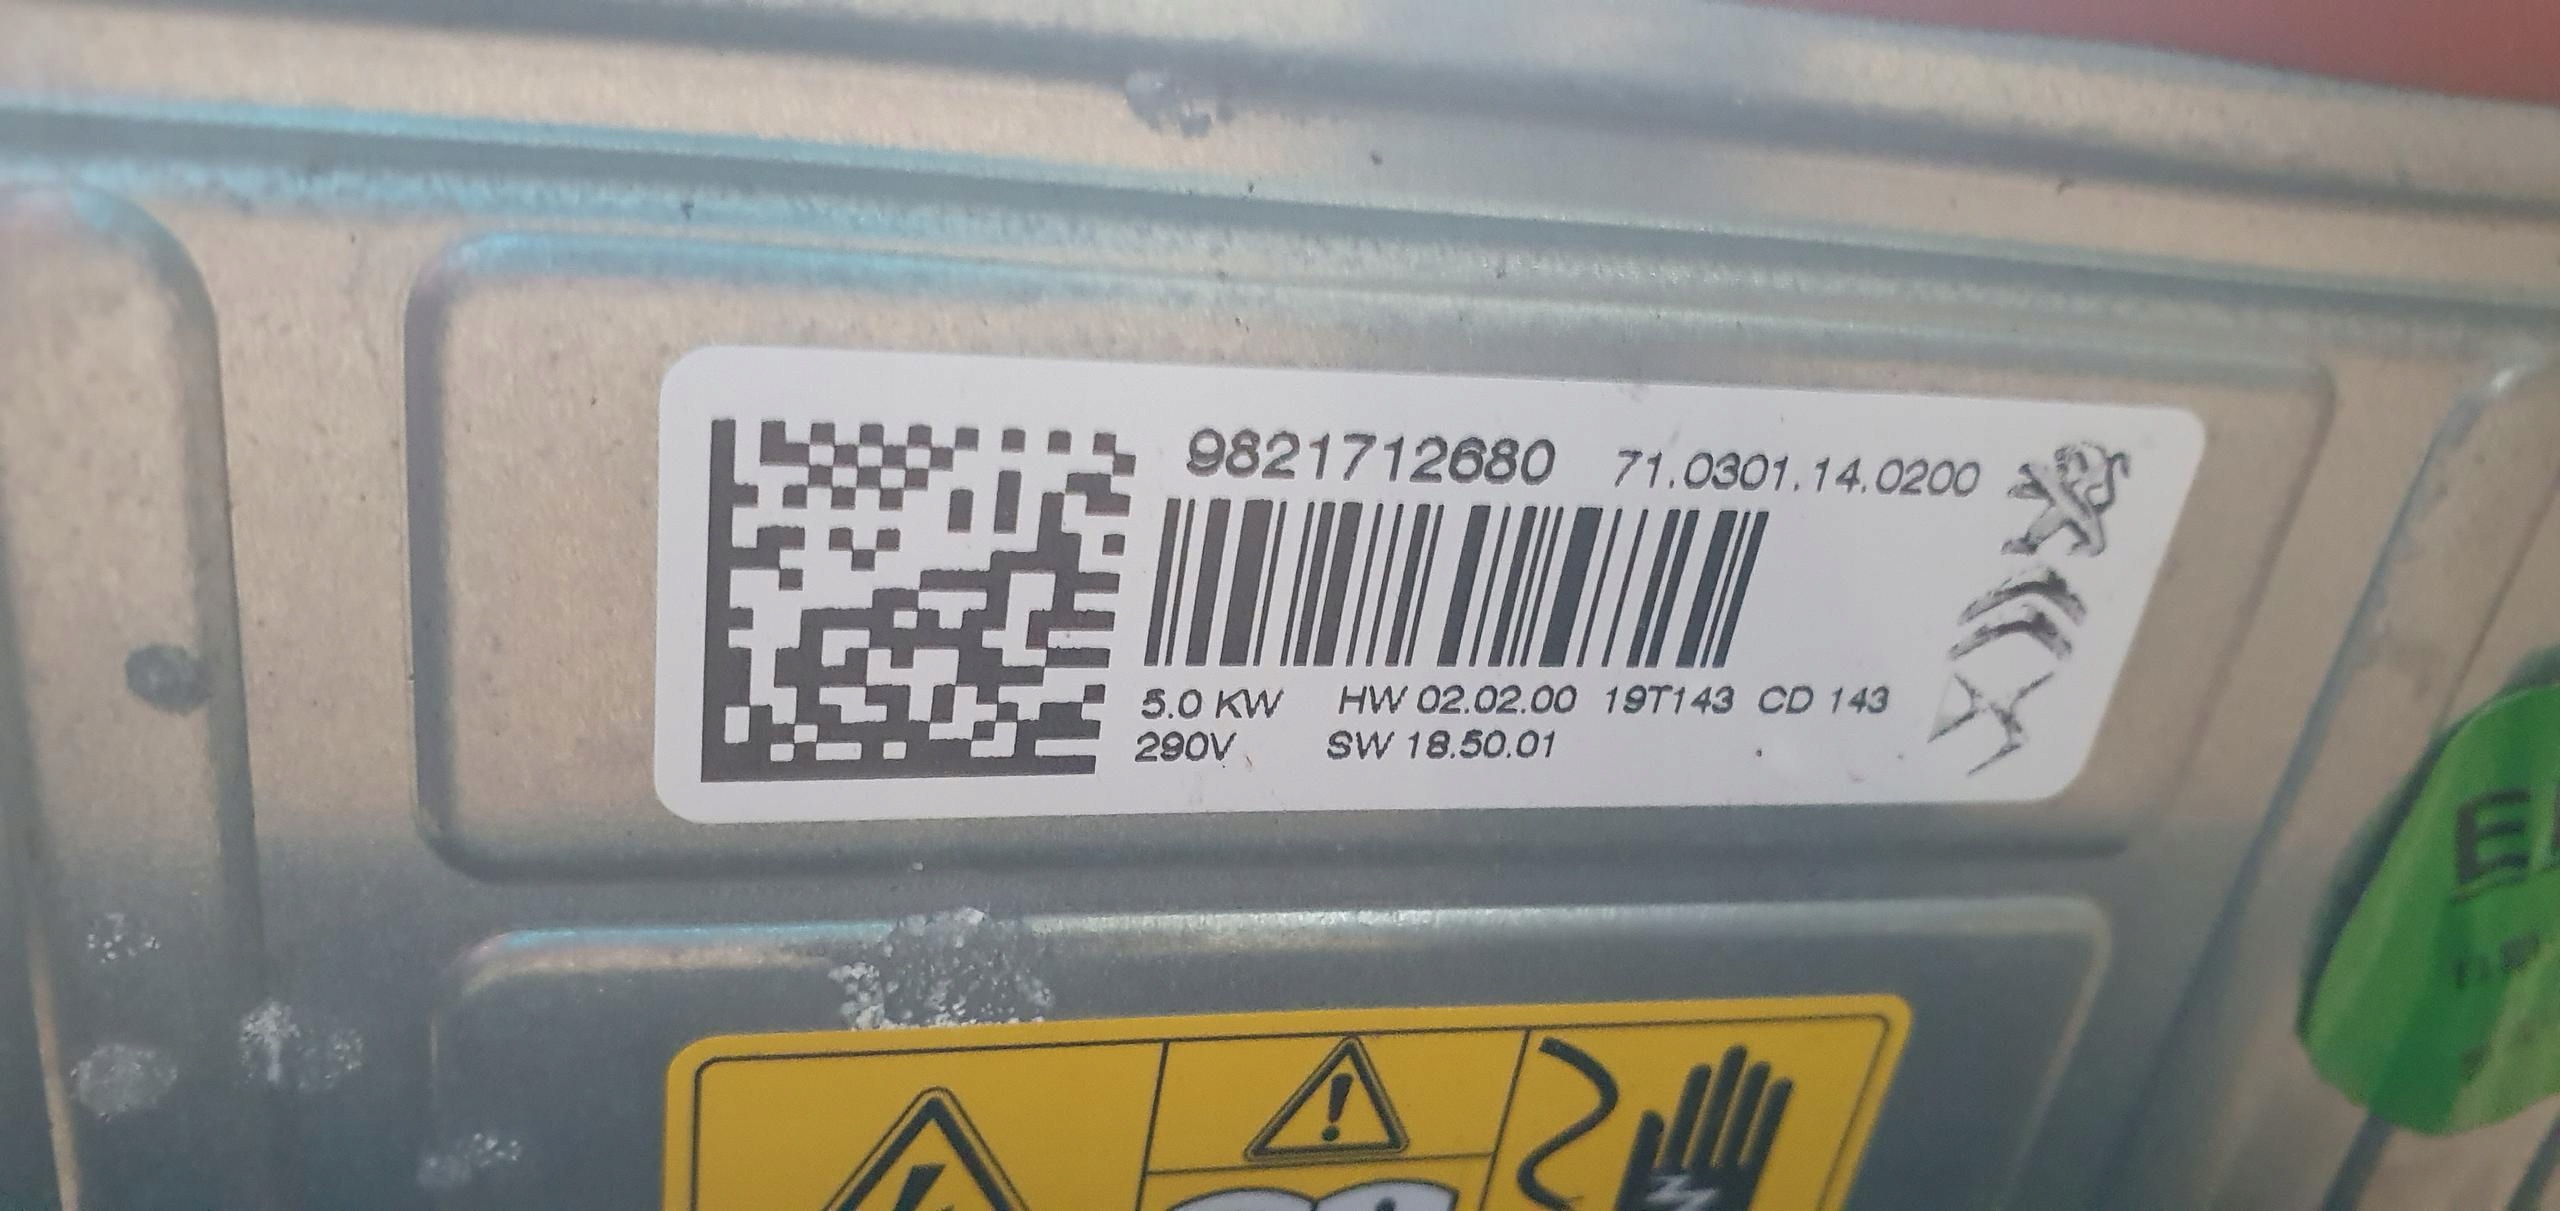 9821712680 71.0301.14.0200
5.0 KW HW 02.02.00 19T143 CD 143
290V SW 18.50.01